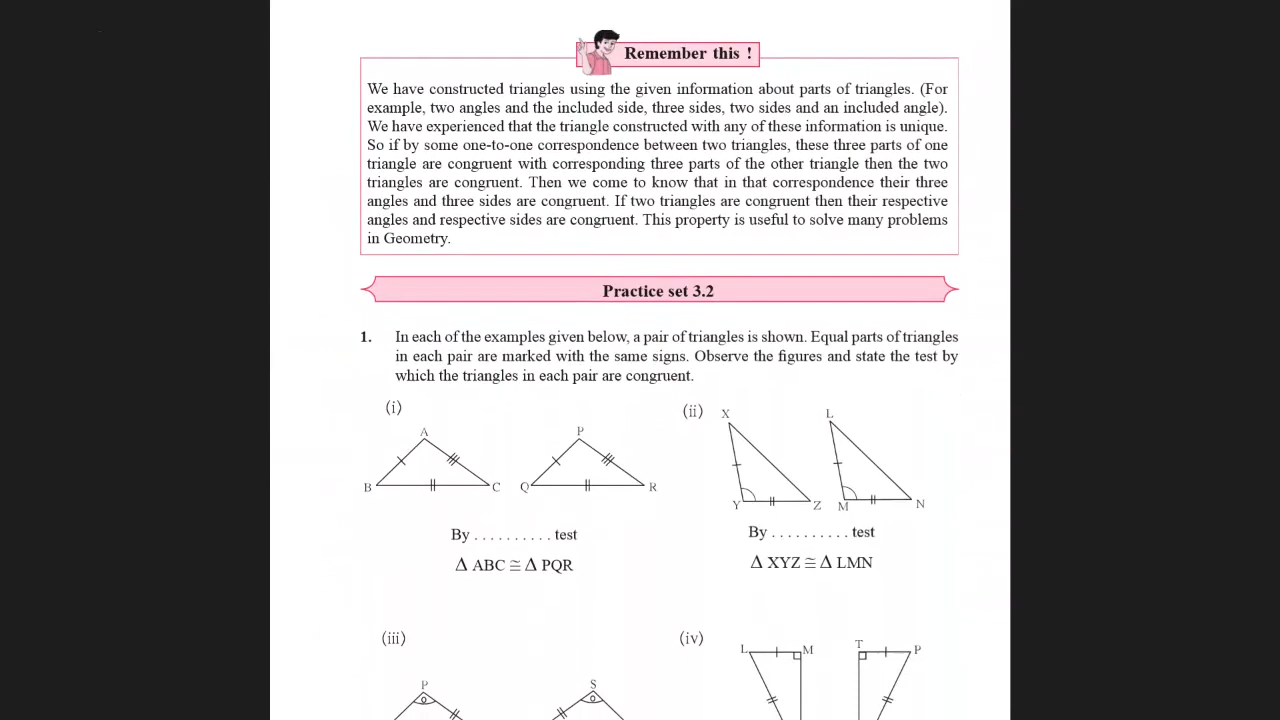 Remember this !
We have constructed triangles using the given information about parts of triangles. (For
example, two angles and the included side, three sides, two sides and an included angle).
We have experienced that the triangle constructed with any of these information is unique.
So if by some one-to-one correspondence between two triangles, these three parts of one
triangle are congruent with corresponding three parts of the other triangle then the two
triangles are congruent. Then we come to know that in that correspondence their three
angles and three sides are congruent. If two triangles are congruent then their respective
angles and respective sides are congruent. This property is useful to solve many problems
in Geometry.
Practice set 3.2
1. In each of the examples given below, a pair of triangles is shown. Equal parts of triangles
in each pair are marked with the same signs. Observe the figures and state the test by
which the triangles in each pair are congruent.
(i)
A
B
C
P
Q
R
By . . . . . . . . . . test
Δ ABC ≅ Δ PQR
(ii)
X
Y
Z
L
M
N
By . . . . . . . . . . test
Δ XYZ ≅ Δ LMN
(iii)
P
S
(iv)
L
M
T
P